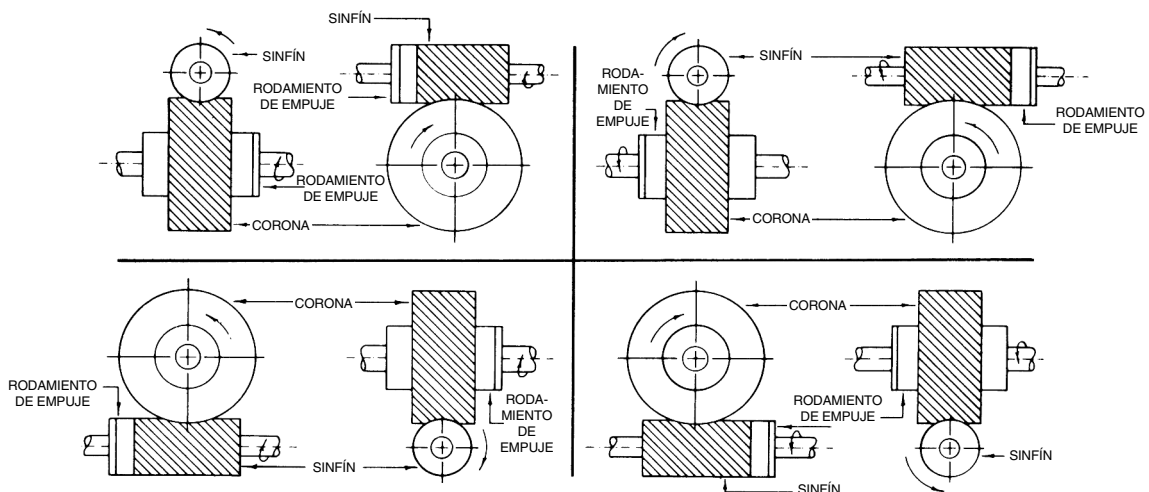 SINFÍN
SINFÍN
RODAMIENTO
DE EMPUJE
RODAMIENTO
DE EMPUJE
CORONA
SINFÍN
RODA-
MIENTO
DE
EMPUJE
RODAMIENTO
DE EMPUJE
CORONA
CORONA
RODAMIENTO
DE EMPUJE
RODA-
MIENTO
DE
EMPUJE
SINFÍN
CORONA
RODAMIENTO
DE EMPUJE
SINFÍN
SINFÍN